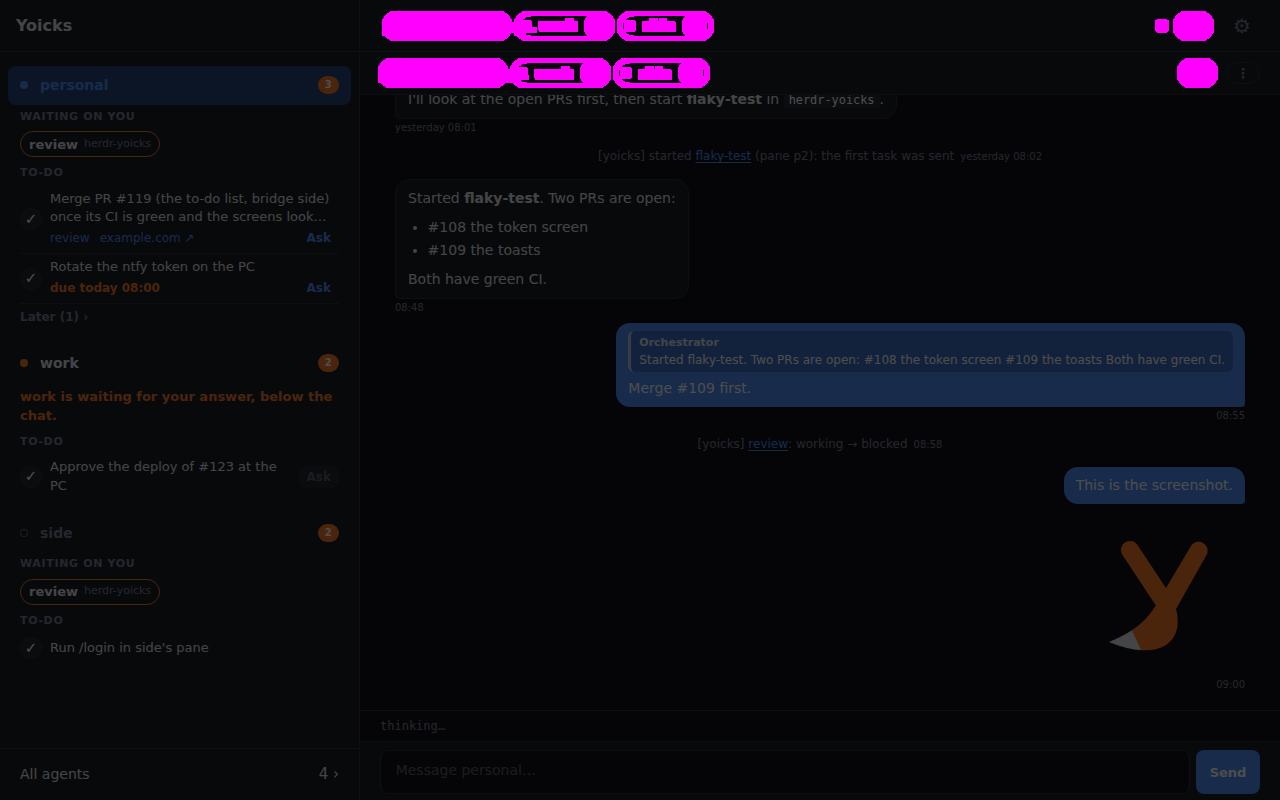 Yoicks
personal
3
WAITING ON YOU
review herdr-yoicks
TO-DO
✓
Merge PR #119 (the to-do list, bridge side)
once its CI is green and the screens look…
review · example.com ↗
Ask
✓
Rotate the ntfy token on the PC
due today 08:00
Ask
Later (1) ›
work
2
work is waiting for your answer, below the
chat.
TO-DO
✓
Approve the deploy of #123 at the
PC
Ask
side
2
WAITING ON YOU
review herdr-yoicks
TO-DO
✓
Run /login in side's pane
All agents
4 ›
I'll look at the open PRs first, then start flaky-test in herdr-yoicks.
yesterday 08:01
[yoicks] started flaky-test (pane p2): the first task was sent yesterday 08:02
Started flaky-test. Two PRs are open:
• #108 the token screen
• #109 the toasts
Both have green CI.
08:48
Orchestrator
Started flaky-test. Two PRs are open: #108 the token screen #109 the toasts Both have green CI.
Merge #109 first.
08:55
[yoicks] review: working → blocked 08:58
This is the screenshot.
09:00
thinking…
Message personal…
Send